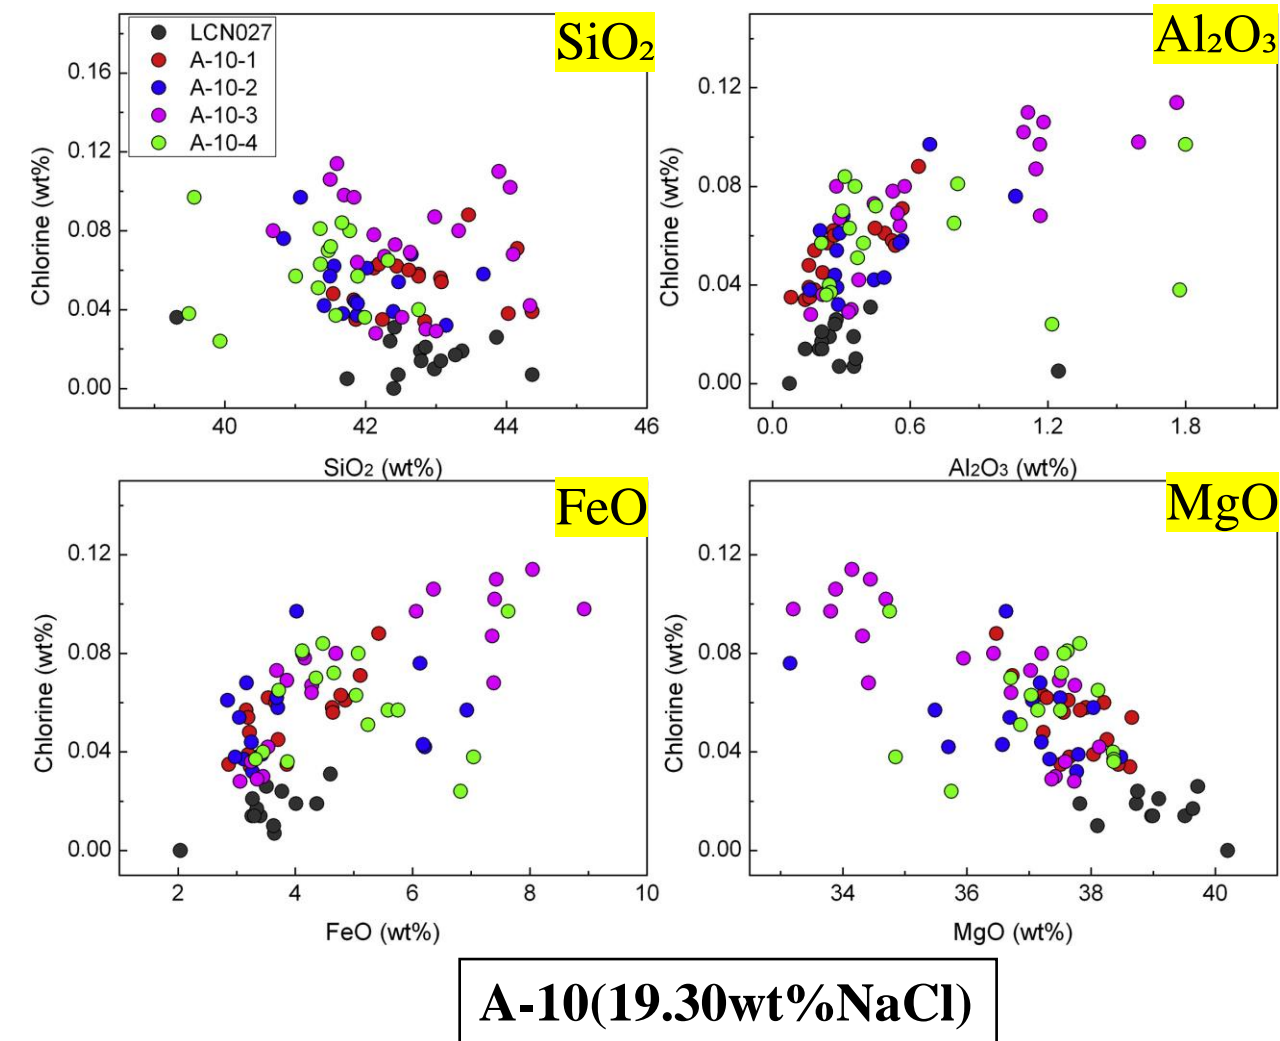 SiO₂
LCN027
A-10-1
A-10-2
A-10-3
A-10-4
0.16
0.12
0.08
0.04
0.00
Chlorine (wt%)
40
42
44
46
SiO₂ (wt%)
Al₂O₃
0.12
0.08
0.04
0.00
Chlorine (wt%)
0.0
0.6
1.2
1.8
Al₂O₃ (wt%)
FeO
0.12
0.08
0.04
0.00
Chlorine (wt%)
2
4
6
8
10
FeO (wt%)
MgO
0.12
0.08
0.04
0.00
Chlorine (wt%)
34
36
38
40
MgO (wt%)
A-10(19.30wt%NaCl)